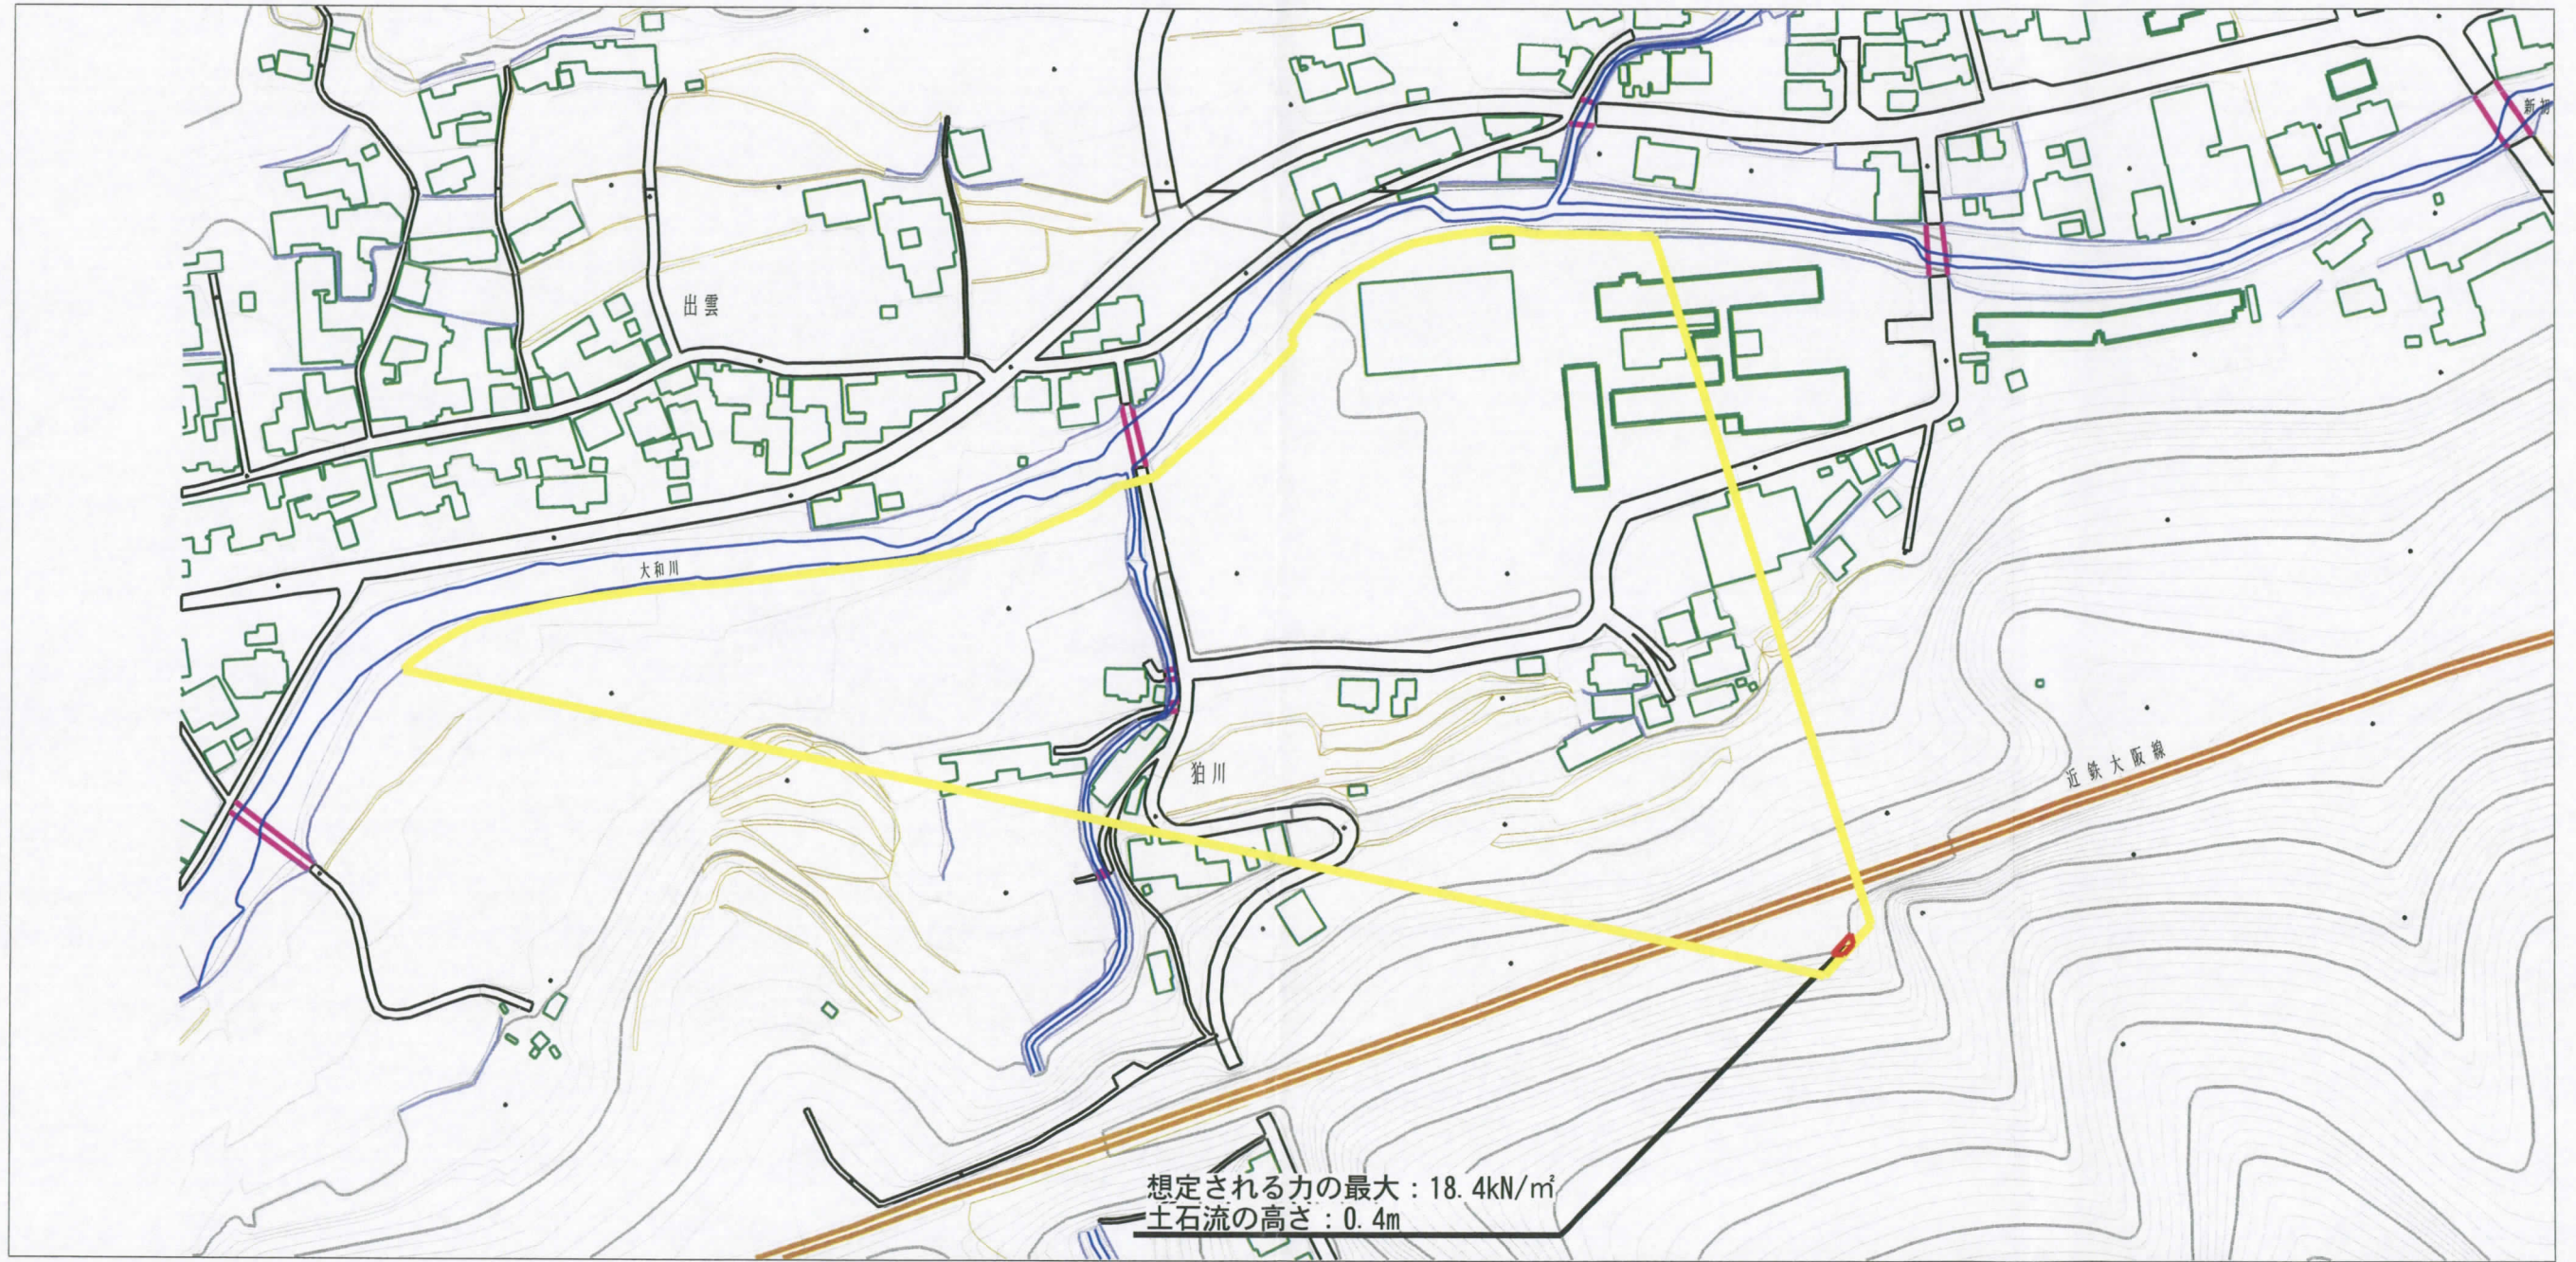 出雲
大和川
狛川
近鉄大阪線
想定される力の最大：18.4kN/㎡
土石流の高さ：0.4m